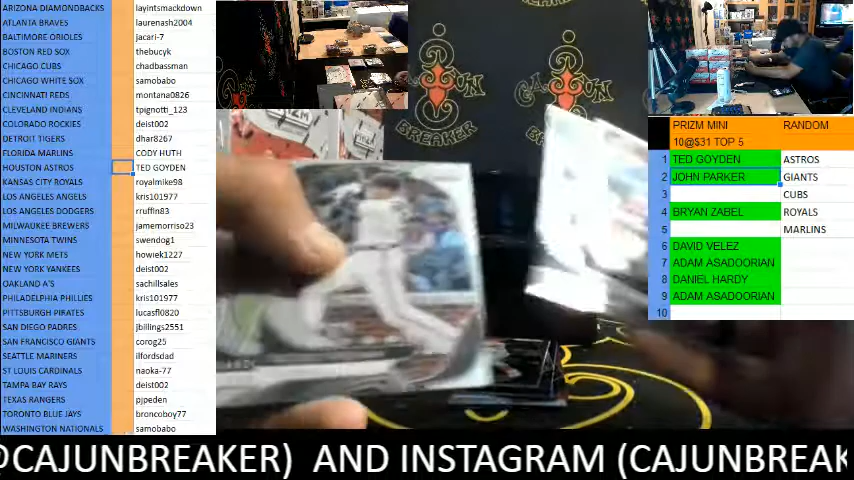 ARIZONA DIAMONDBACKS layintsmackdown
ATLANTA BRAVES laurenash2004
BALTIMORE ORIOLES jacari-7
BOSTON RED SOX thebucyk
CHICAGO CUBS chadbassman
CHICAGO WHITE SOX samobabo
CINCINNATI REDS montana0826
CLEVELAND INDIANS tpignotti_123
COLORADO ROCKIES deist002
DETROIT TIGERS dhar8267
FLORIDA MARLINS CODY HUTH
HOUSTON ASTROS TED GOYDEN
KANSAS CITY ROYALS royalmike98
LOS ANGELES ANGELS kris101977
LOS ANGELES DODGERS rruffin83
MILWAUKEE BREWERS jamemorriso23
MINNESOTA TWINS swendog1
NEW YORK METS howiek1227
NEW YORK YANKEES deist002
OAKLAND A'S sachillsales
PHILADELPHIA PHILLIES kris101977
PITTSBURGH PIRATES lucasfl0820
SAN DIEGO PADRES jbillings2551
SAN FRANCISCO GIANTS corog25
SEATTLE MARINERS ilfordsdad
ST LOUIS CARDINALS naoka-77
TAMPA BAY RAYS deist002
TEXAS RANGERS pjpeden
TORONTO BLUE JAYS broncoboy77
WASHINGTON NATIONALS samobabo
PRIZM
BREAKER
BREAKER
PRIZM MINI RANDOM
10@$31 TOP 5
1 TED GOYDEN ASTROS
2 JOHN PARKER GIANTS
3 CUBS
4 BRYAN ZABEL ROYALS
5 MARLINS
6 DAVID VELEZ
7 ADAM ASADOORIAN
8 DANIEL HARDY
9 ADAM ASADOORIAN
10
@CAJUNBREAKER) AND INSTAGRAM (CAJUNBREAK